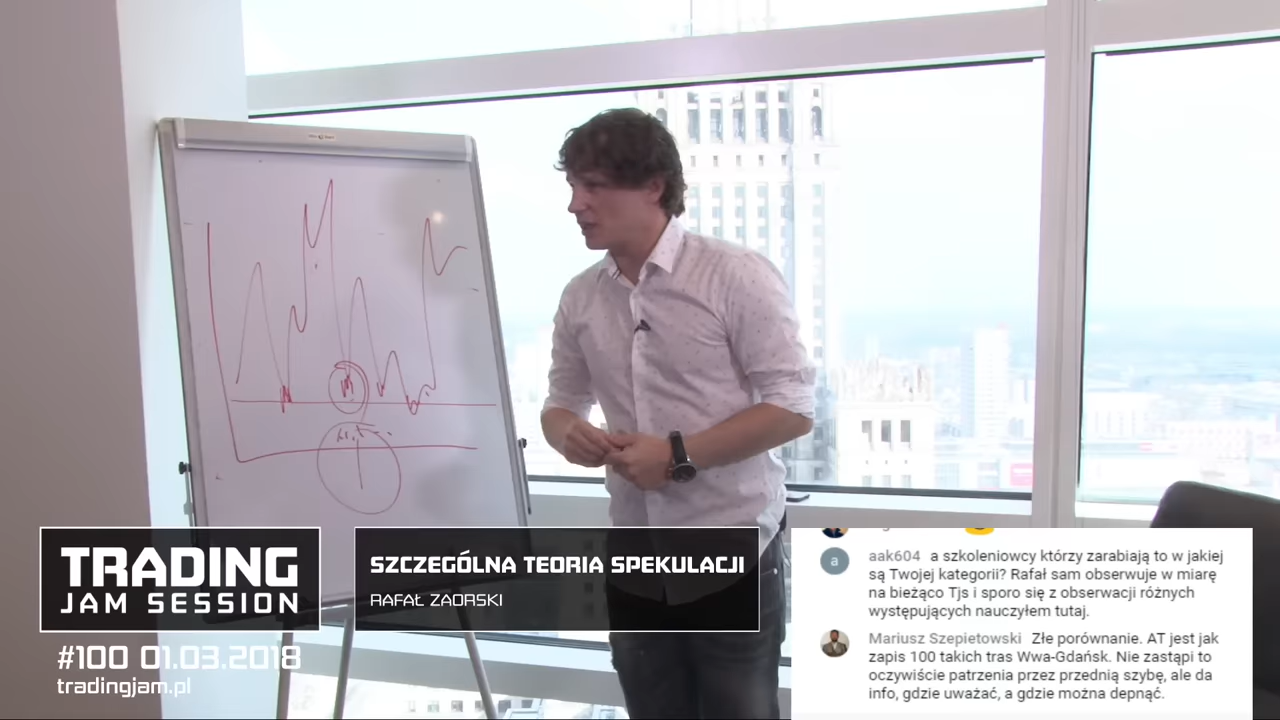 TRADING
JAM SESSION
#100 01.03.2018
tradingjam.pl
SZCZEGÓLNA TEORIA SPEKULACJI
RAFAŁ ZAORSKI
aak604 a szkoleniowcy którzy zarabiają to w jakiej
są Twojej kategorii? Rafał sam obserwuje w miarę
na bieżąco Tjs i sporo się z obserwacji różnych
występujących nauczyłem tutaj.
Mariusz Szepietowski Złe porównanie. AT jest jak
zapis 100 takich tras Wwa-Gdańsk. Nie zastąpi to
oczywiście patrzenia przez przednią szybę, ale da
info, gdzie uważać, a gdzie można depnąć.